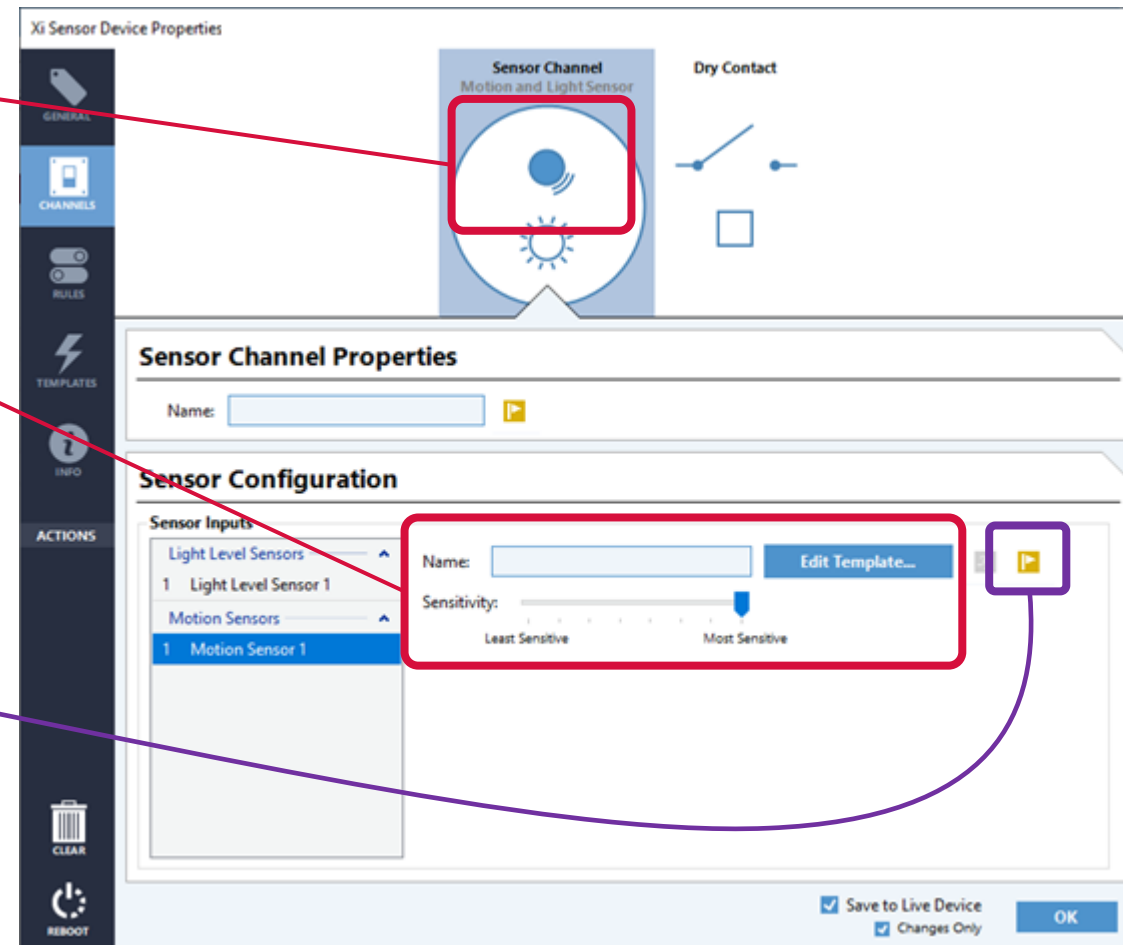 Xi Sensor Device Properties
GENERAL
CHANNELS
RULES
TEMPLATES
INFO
ACTIONS
CLEAR
REBOOT
Sensor Channel
Motion and Light Sensor
Dry Contact
Sensor Channel Properties
Name:
Sensor Configuration
Sensor Inputs
Light Level Sensors
1 Light Level Sensor 1
Motion Sensors
1 Motion Sensor 1
Name:
Edit Template...
Sensitivity:
Least Sensitive Most Sensitive
Save to Live Device
Changes Only
OK